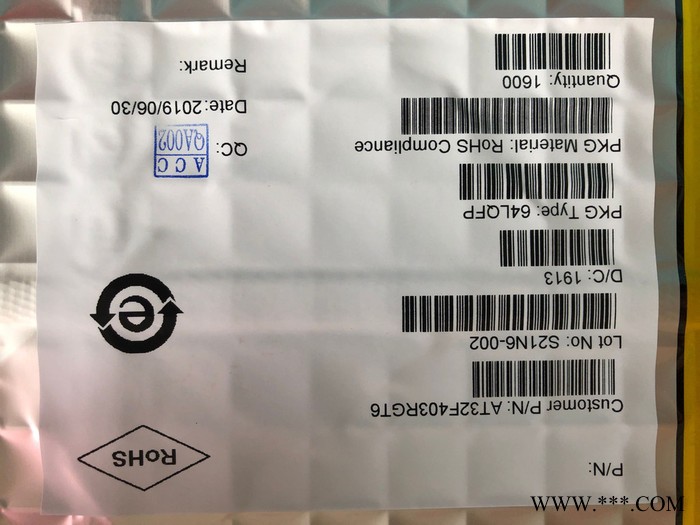 P/N:
RoHS
Customer P/N: AT32F403RGT6
Lot No: S21N6-002
e
D/C: 1913
PKG Type: 64LQFP
PKG Material: RoHS Compliance
QC:
ACC
QA002
Quantity: 1600
Date: 2019/06/30
Remark:
WWW.***.COM